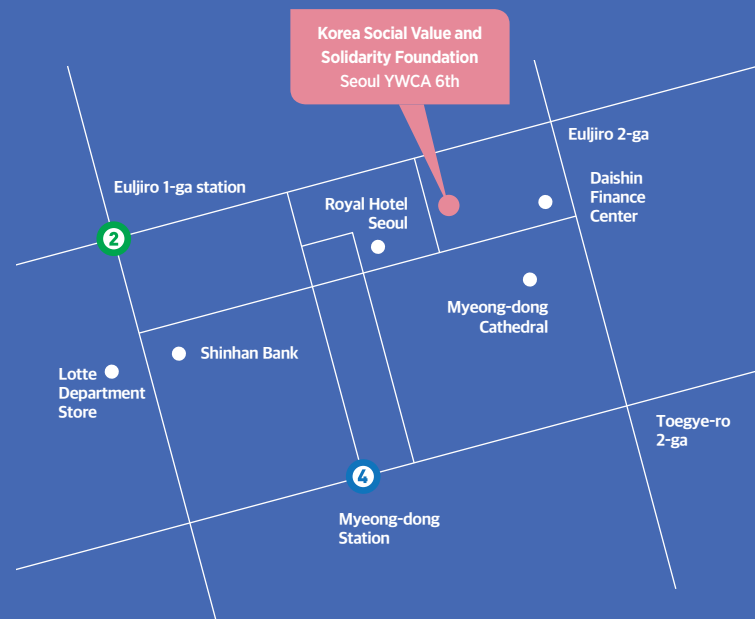 Korea Social Value and
Solidarity Foundation
Seoul YWCA 6th
Euljiro 2-ga
Euljiro 1-ga station
Daishin
Finance
Center
Royal Hotel
Seoul
2
Myeong-dong
Cathedral
Shinhan Bank
Lotte
Department
Store
Toegye-ro
2-ga
4
Myeong-dong
Station